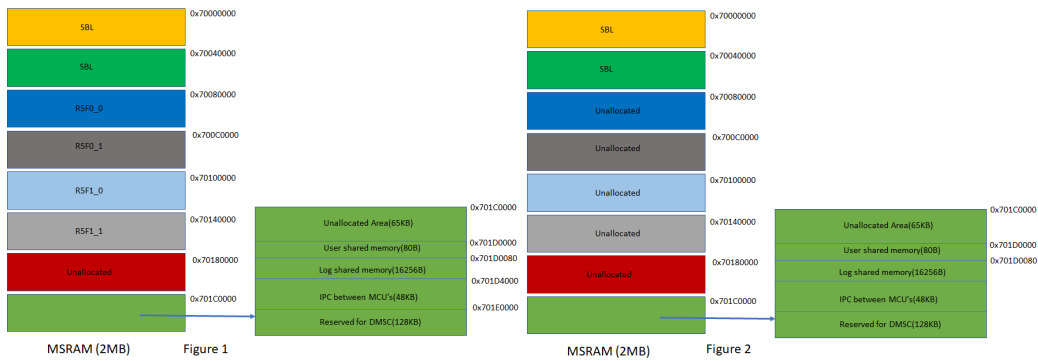 0x70000000
SBL
0x70040000
SBL
0x70080000
R5F0_0
0x700C0000
R5F0_1
0x70100000
R5F1_0
0x70140000
R5F1_1
0x70180000
Unallocated
0x701C0000
MSRAM (2MB)
Figure 1
0x701C0000
Unallocated Area(65KB)
0x701D0000
User shared memory(80B)
0x701D0080
Log shared memory(16256B)
0x701D4000
IPC between MCU's(48KB)
0x701E0000
Reserved for DMSC(128KB)
0x70000000
SBL
0x70040000
SBL
0x70080000
Unallocated
0x700C0000
Unallocated
0x70100000
Unallocated
0x70140000
Unallocated
0x70180000
Unallocated
0x701C0000
MSRAM (2MB)
Figure 2
0x701C0000
Unallocated Area(65KB)
0x701D0000
User shared memory(80B)
0x701D0080
Log shared memory(16256B)
IPC between MCU's(48KB)
Reserved for DMSC(128KB)